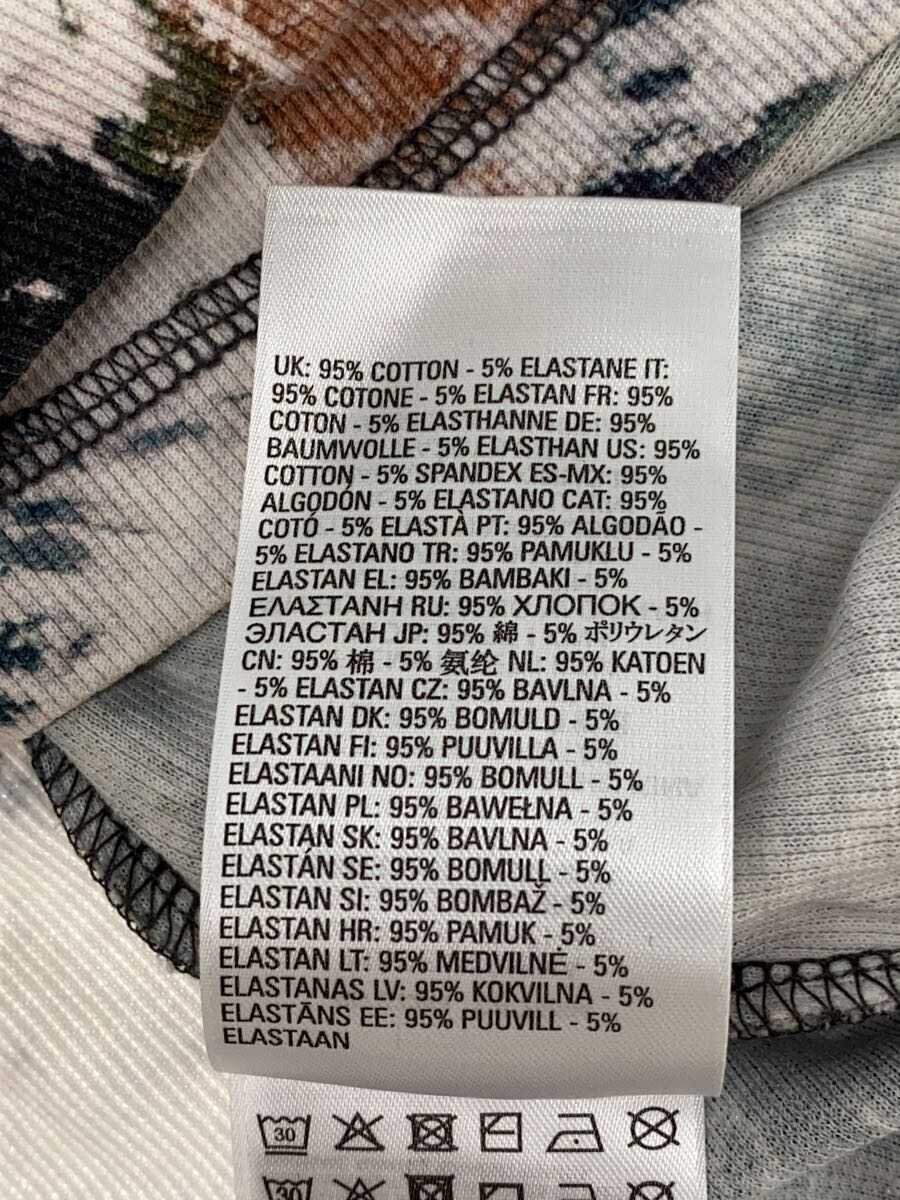 UK: 95% COTTON - 5% ELASTANE IT:
95% COTONE - 5% ELASTAN FR: 95%
COTON - 5% ELASTHANNE DE: 95%
BAUMWOLLE - 5% ELASTHAN US: 95%
COTTON - 5% SPANDEX ES-MX: 95%
ALGODÓN - 5% ELASTANO CAT: 95%
COTÓ - 5% ELASTÀ PT: 95% ALGODÃO -
5% ELASTANO TR: 95% PAMUKLU - 5%
ELASTAN EL: 95% BAMBAKI - 5%
ΕΛΑΣΤΑΝΗ RU: 95% ХЛОПОК - 5%
ЭЛАСТАН JP: 95% 綿 - 5% ポリウレタン
CN: 95% 棉 - 5% 氨纶 NL: 95% KATOEN
- 5% ELASTAN CZ: 95% BAVLNA - 5%
ELASTAN DK: 95% BOMULD - 5%
ELASTAN FI: 95% PUUVILLA - 5%
ELASTAANI NO: 95% BOMULL - 5%
ELASTAN PL: 95% BAWEŁNA - 5%
ELASTAN SK: 95% BAVLNA - 5%
ELASTÁN SE: 95% BOMULL - 5%
ELASTAN SI: 95% BOMBAŽ - 5%
ELASTAN HR: 95% PAMUK - 5%
ELASTAN LT: 95% MEDVILNĖ - 5%
ELASTANAS LV: 95% KOKVILNA - 5%
ELASTĀNS EE: 95% PUUVILL - 5%
ELASTAAN
30
30